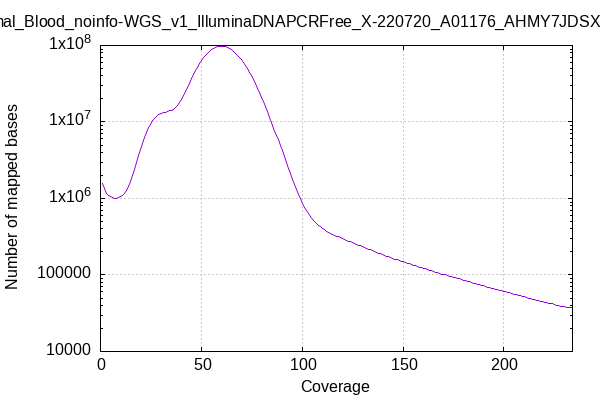 nal_Blood_noinfo-WGS_v1_IlluminaDNAPCRFree_X-220720_A01176_AHMY7JDSX
1x10^8
1x10^7
1x10^6
100000
10000
Number of mapped bases
0 50 100 150 200
Coverage